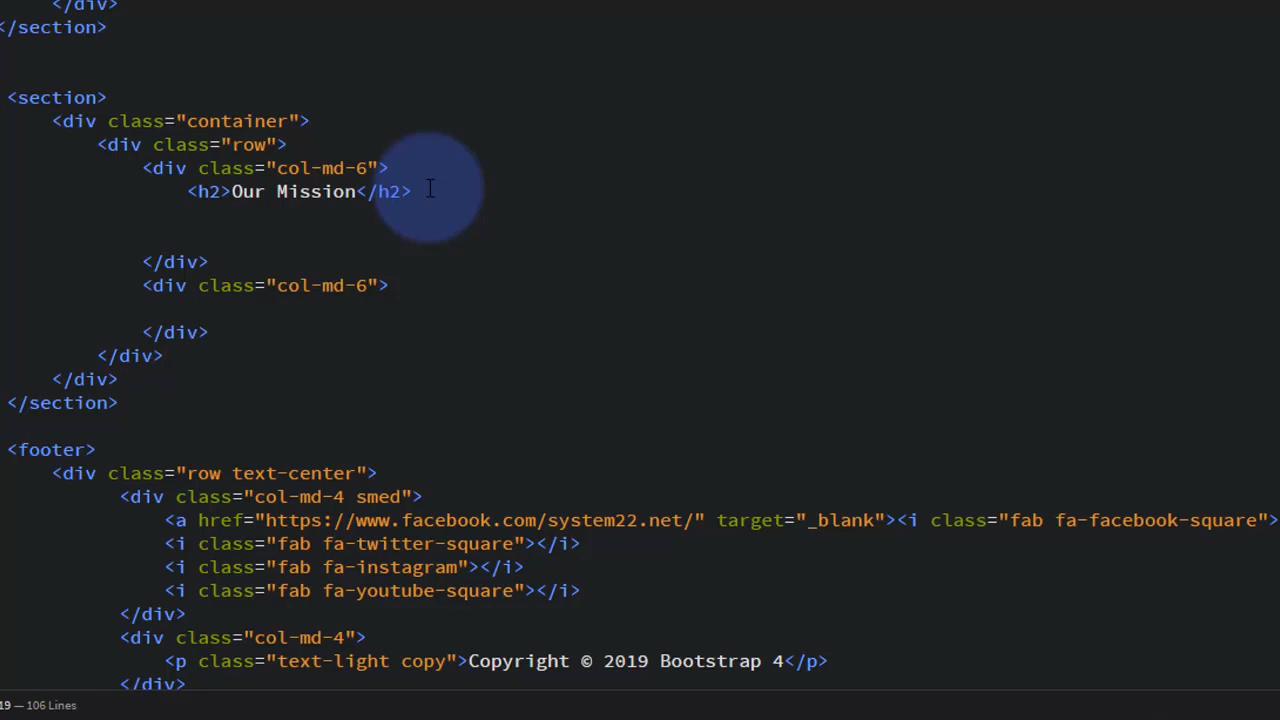 </div>
</section>
<section>
<div class="container">
<div class="row">
<div class="col-md-6">
<h2>Our Mission</h2>
</div>
<div class="col-md-6">
</div>
</div>
</div>
</section>
<footer>
<div class="row text-center">
<div class="col-md-4 smed">
<a href="https://www.facebook.com/system22.net/" target="_blank"><i class="fab fa-facebook-square">
<i class="fab fa-twitter-square"></i>
<i class="fab fa-instagram"></i>
<i class="fab fa-youtube-square"></i>
</div>
<div class="col-md-4">
<p class="text-light copy">Copyright © 2019 Bootstrap 4</p>
</div>
19 — 106 Lines